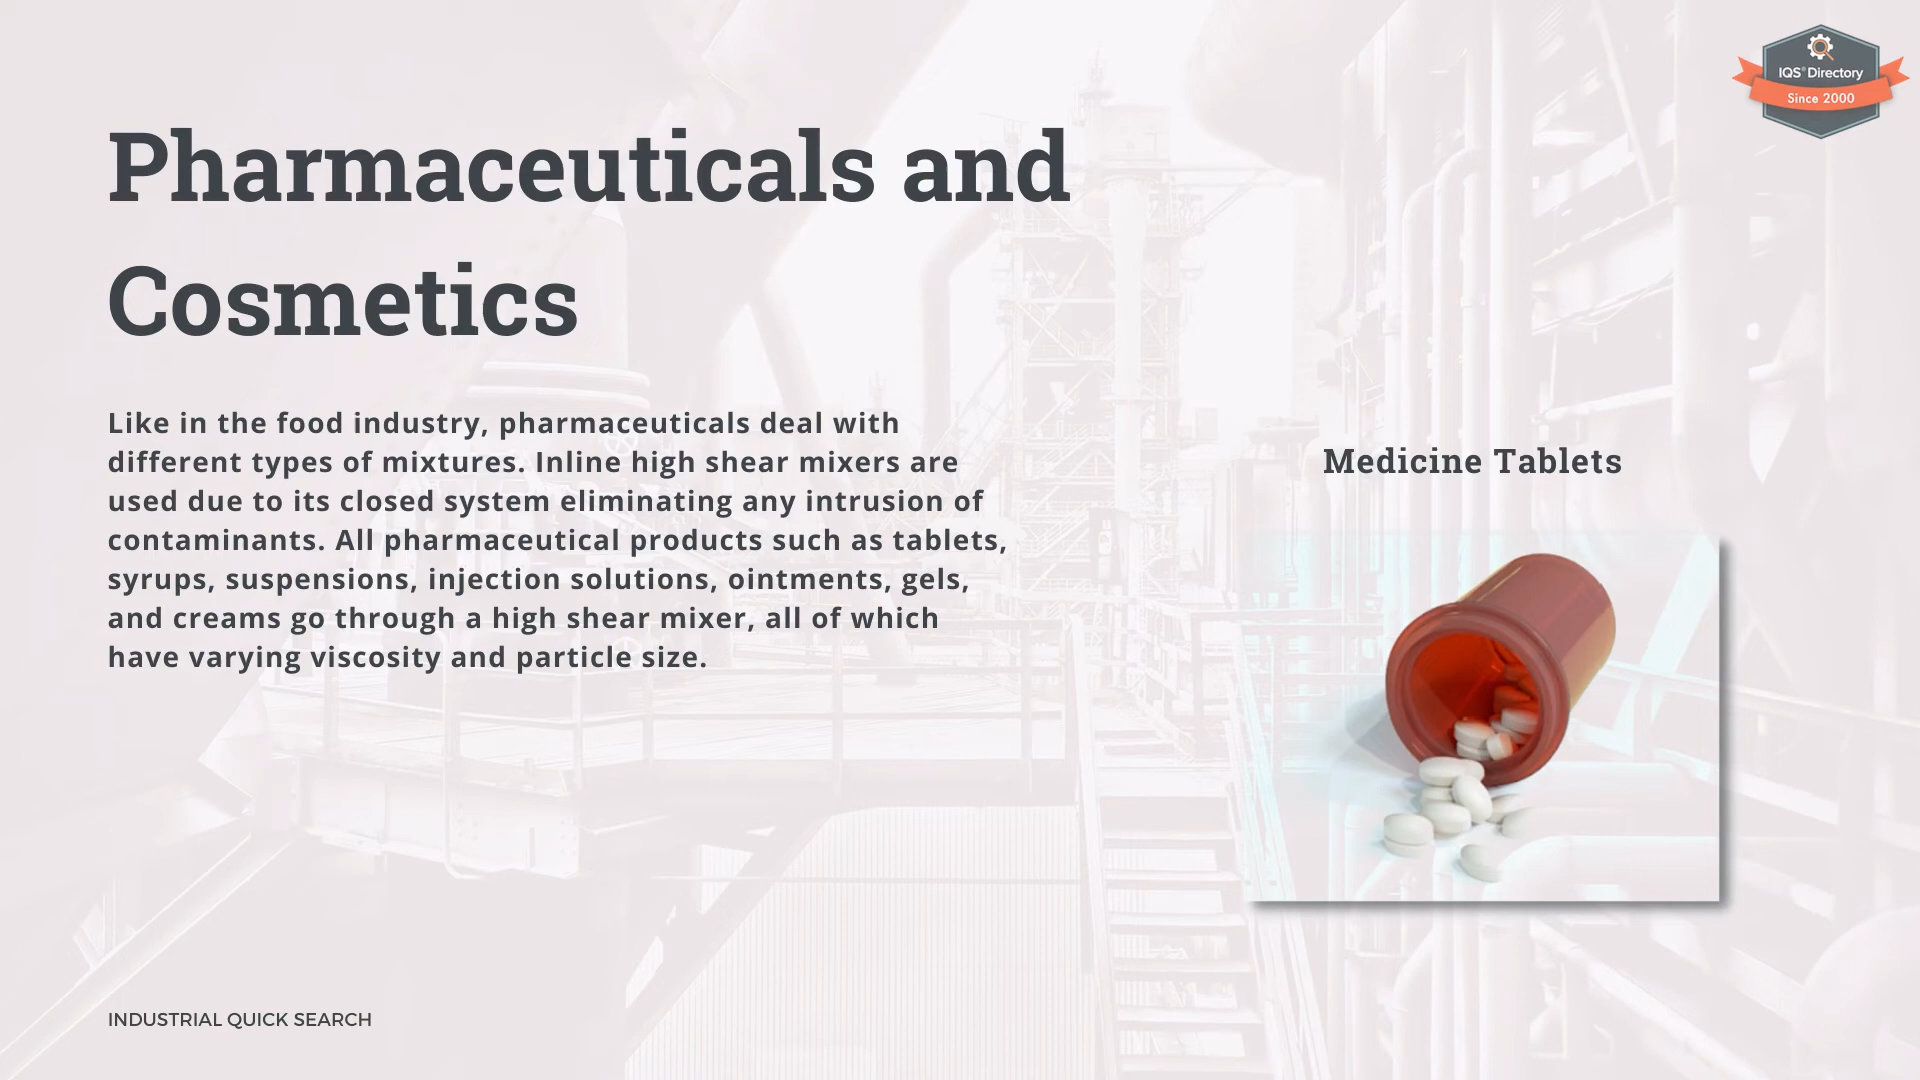 IQS® Directory
Since 2000
Pharmaceuticals and
Cosmetics
Like in the food industry, pharmaceuticals deal with
different types of mixtures. Inline high shear mixers are
used due to its closed system eliminating any intrusion of
contaminants. All pharmaceutical products such as tablets,
syrups, suspensions, injection solutions, ointments, gels,
and creams go through a high shear mixer, all of which
have varying viscosity and particle size.
Medicine Tablets
INDUSTRIAL QUICK SEARCH